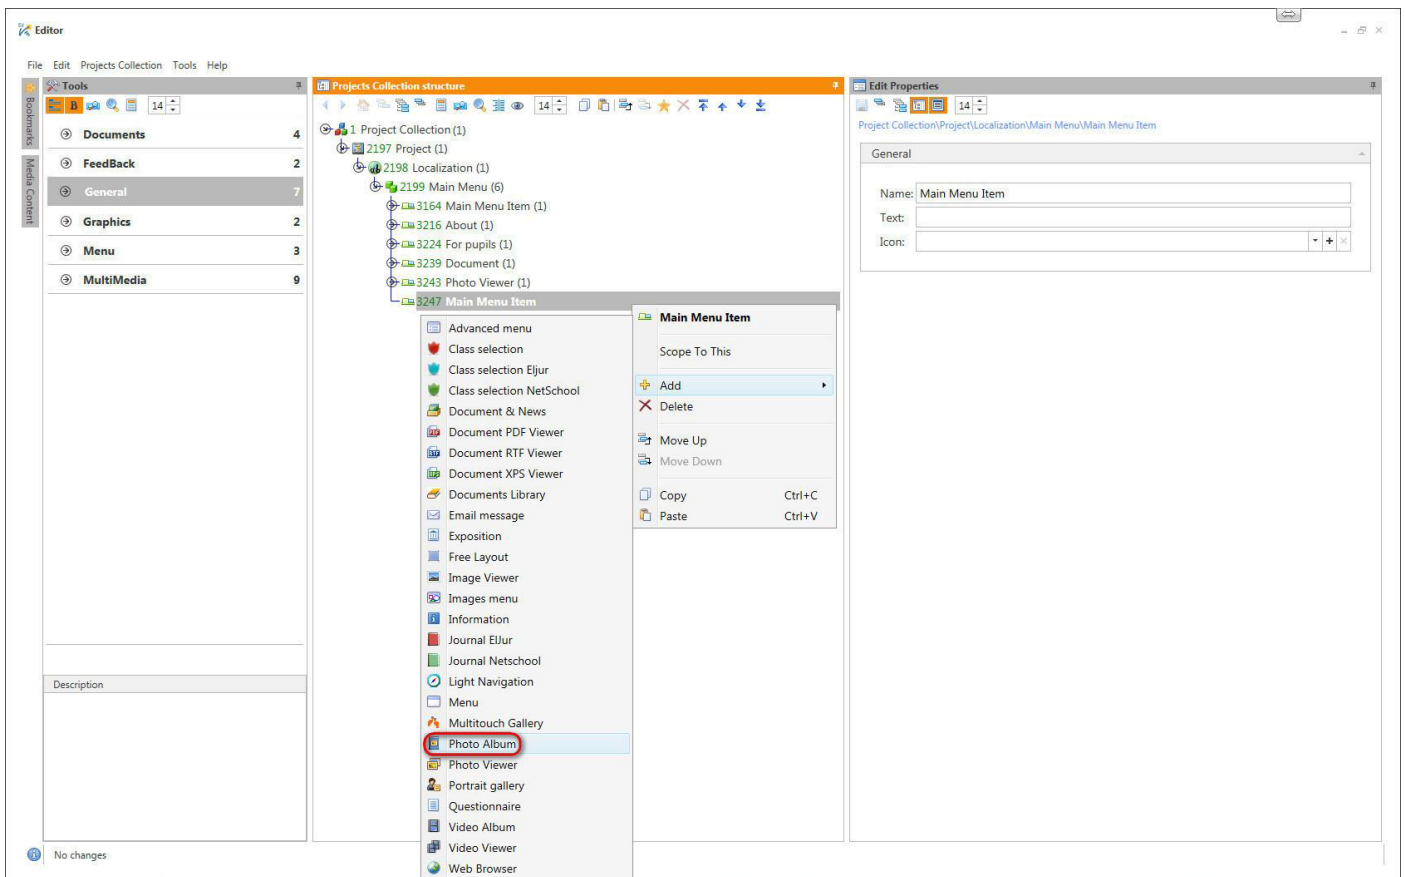 Editor
File Edit Projects Collection Tools Help
Bookmarks
Media Content
Tools
B 14
Documents 4
FeedBack 2
General 7
Graphics 2
Menu 3
MultiMedia 9
Description
Projects Collection structure
14
1 Project Collection (1)
2197 Project (1)
2198 Localization (1)
2199 Main Menu (6)
3164 Main Menu Item (1)
3216 About (1)
3224 For pupils (1)
3239 Document (1)
3243 Photo Viewer (1)
3247 Main Menu Item
Advanced menu
Class selection
Class selection Eljur
Class selection NetSchool
Document & News
Document PDF Viewer
Document RTF Viewer
Document XPS Viewer
Documents Library
Email message
Exposition
Free Layout
Image Viewer
Images menu
Information
Journal ElJur
Journal Netschool
Light Navigation
Menu
Multitouch Gallery
Photo Album
Photo Viewer
Portrait gallery
Questionnaire
Video Album
Video Viewer
Web Browser
Main Menu Item
Scope To This
Add
Delete
Move Up
Move Down
Copy Ctrl+C
Paste Ctrl+V
Edit Properties
14
Project Collection\Project\Localization\Main Menu\Main Menu Item
General
Name: Main Menu Item
Text:
Icon:
No changes